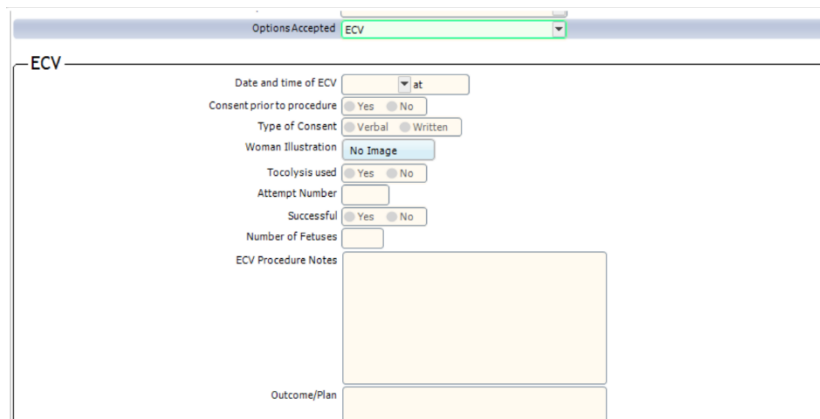 Options Accepted ECV
ECV
Date and time of ECV at
Consent prior to procedure Yes No
Type of Consent Verbal Written
Woman Illustration No Image
Tocolysis used Yes No
Attempt Number
Successful Yes No
Number of Fetuses
ECV Procedure Notes
Outcome/Plan